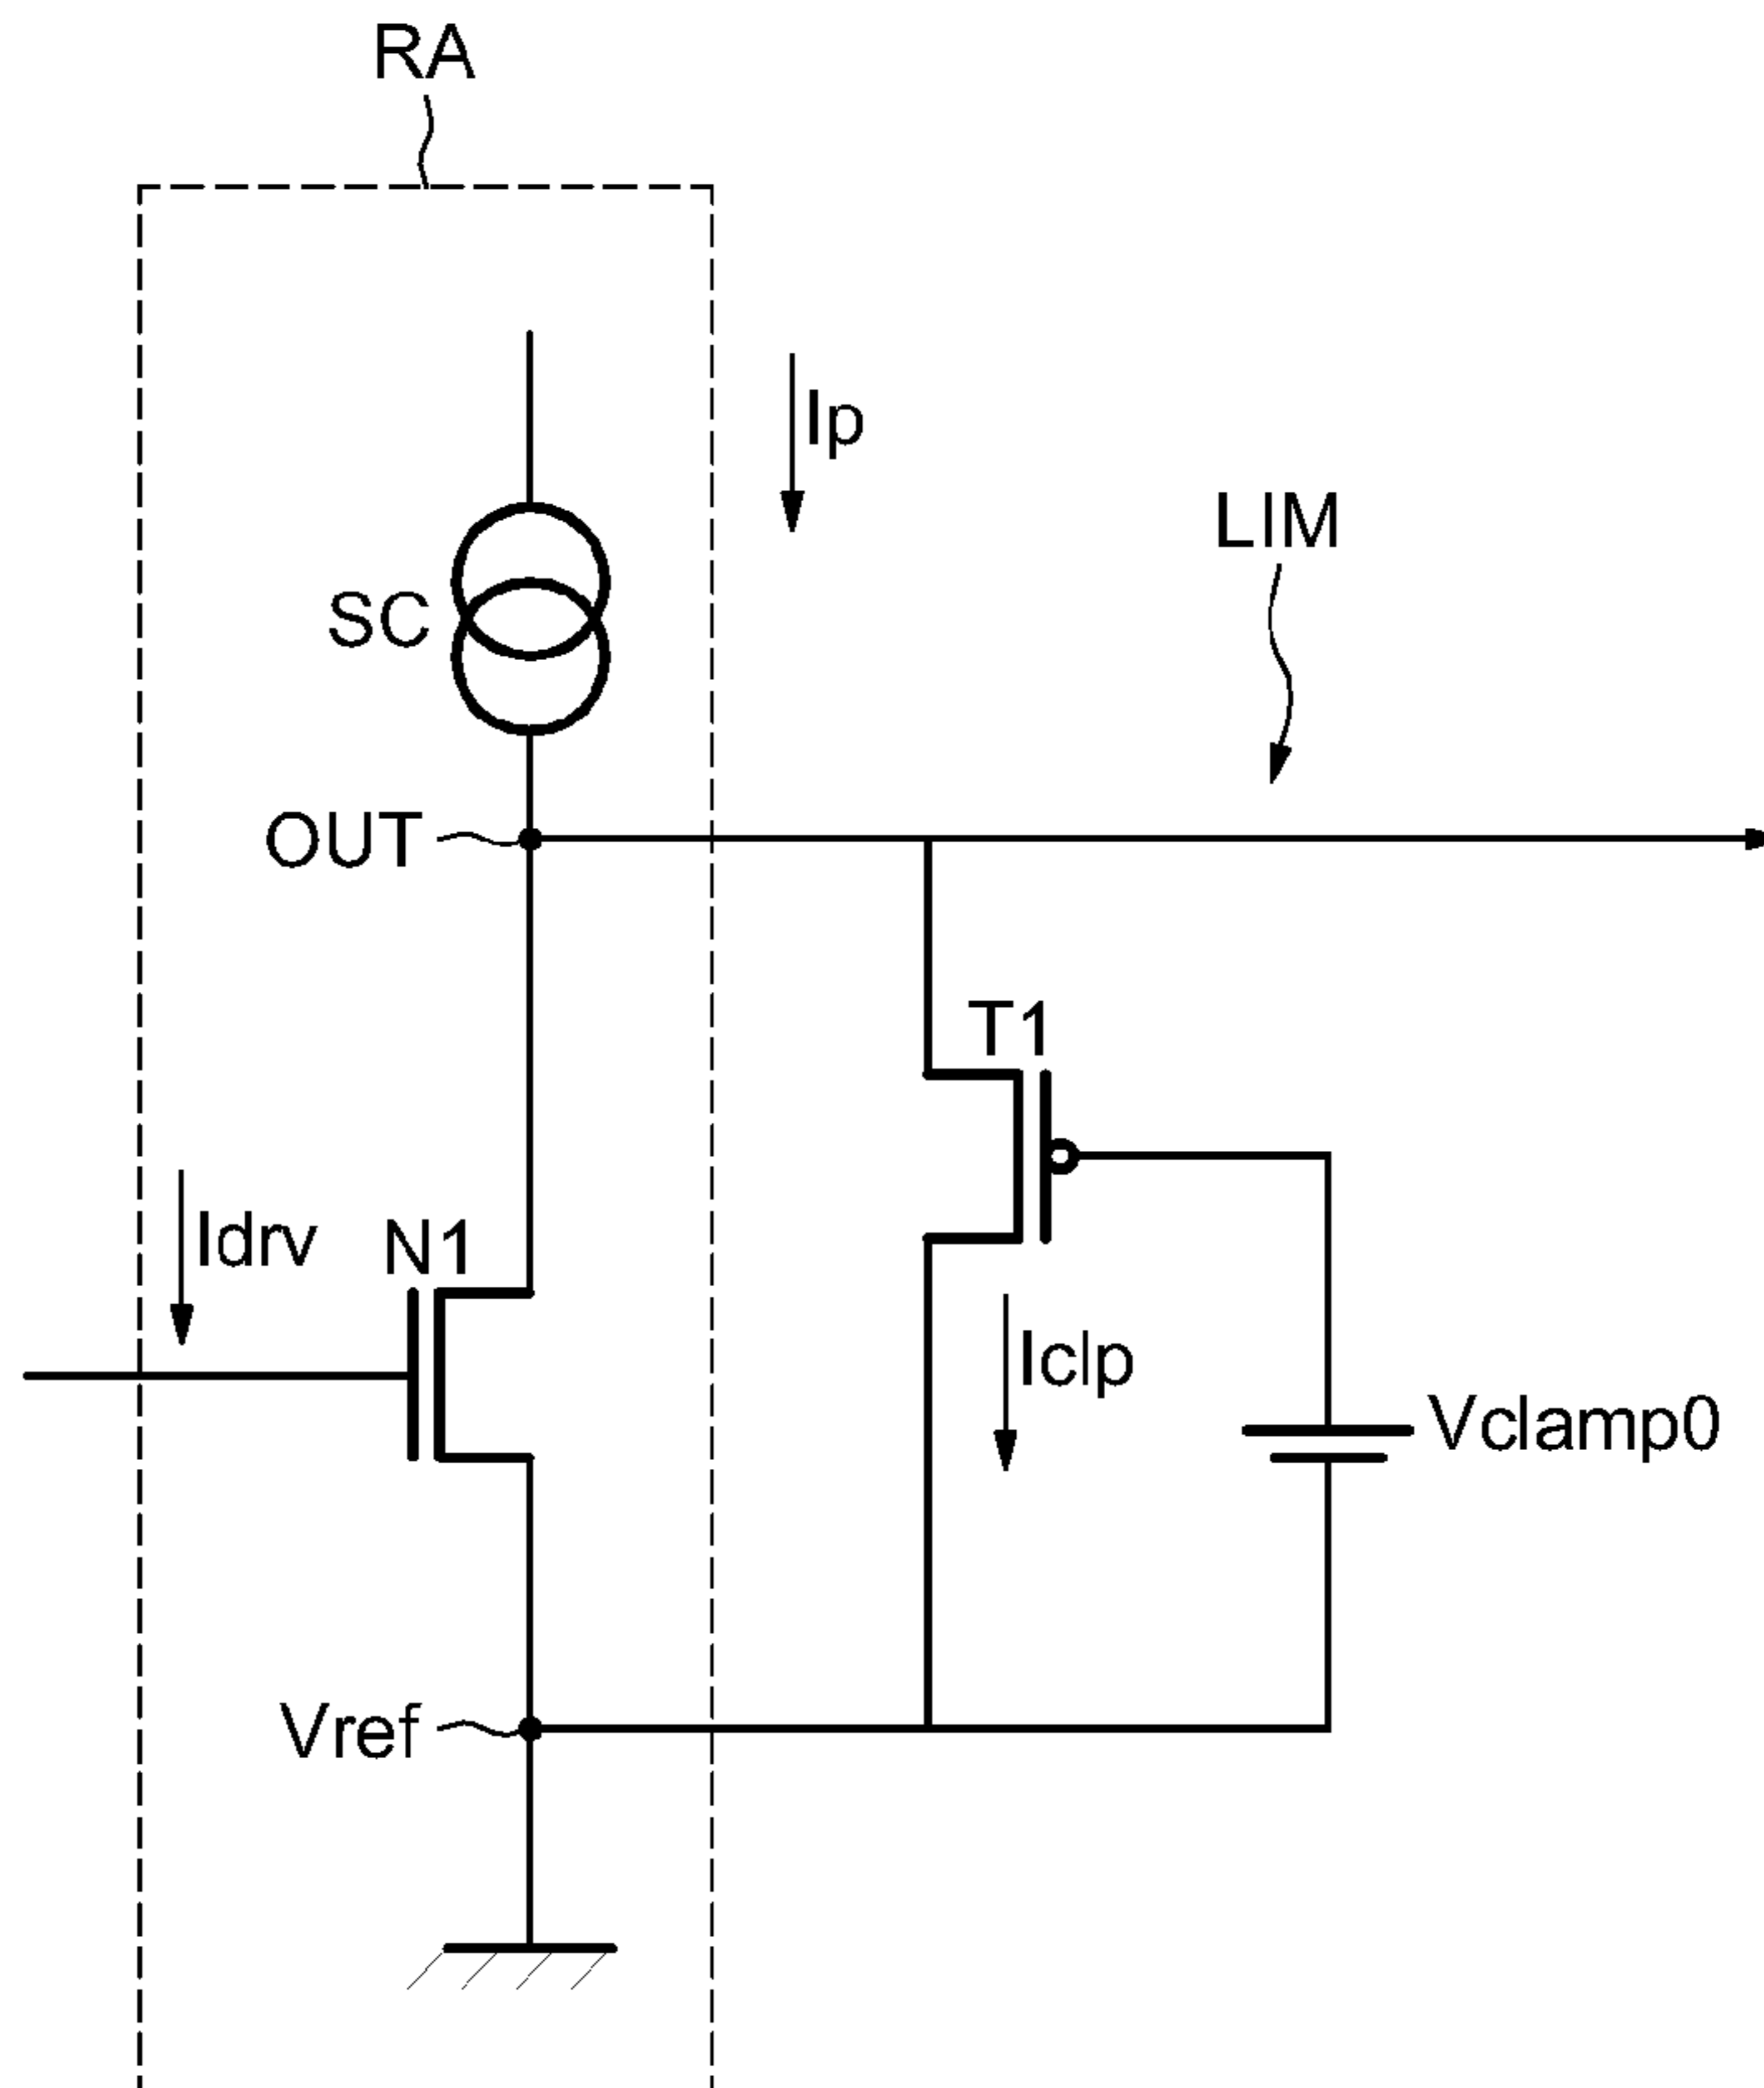 RA
Ip
LIM
SC
OUT
T1
Idrv
N1
Iclp
Vclamp0
Vref